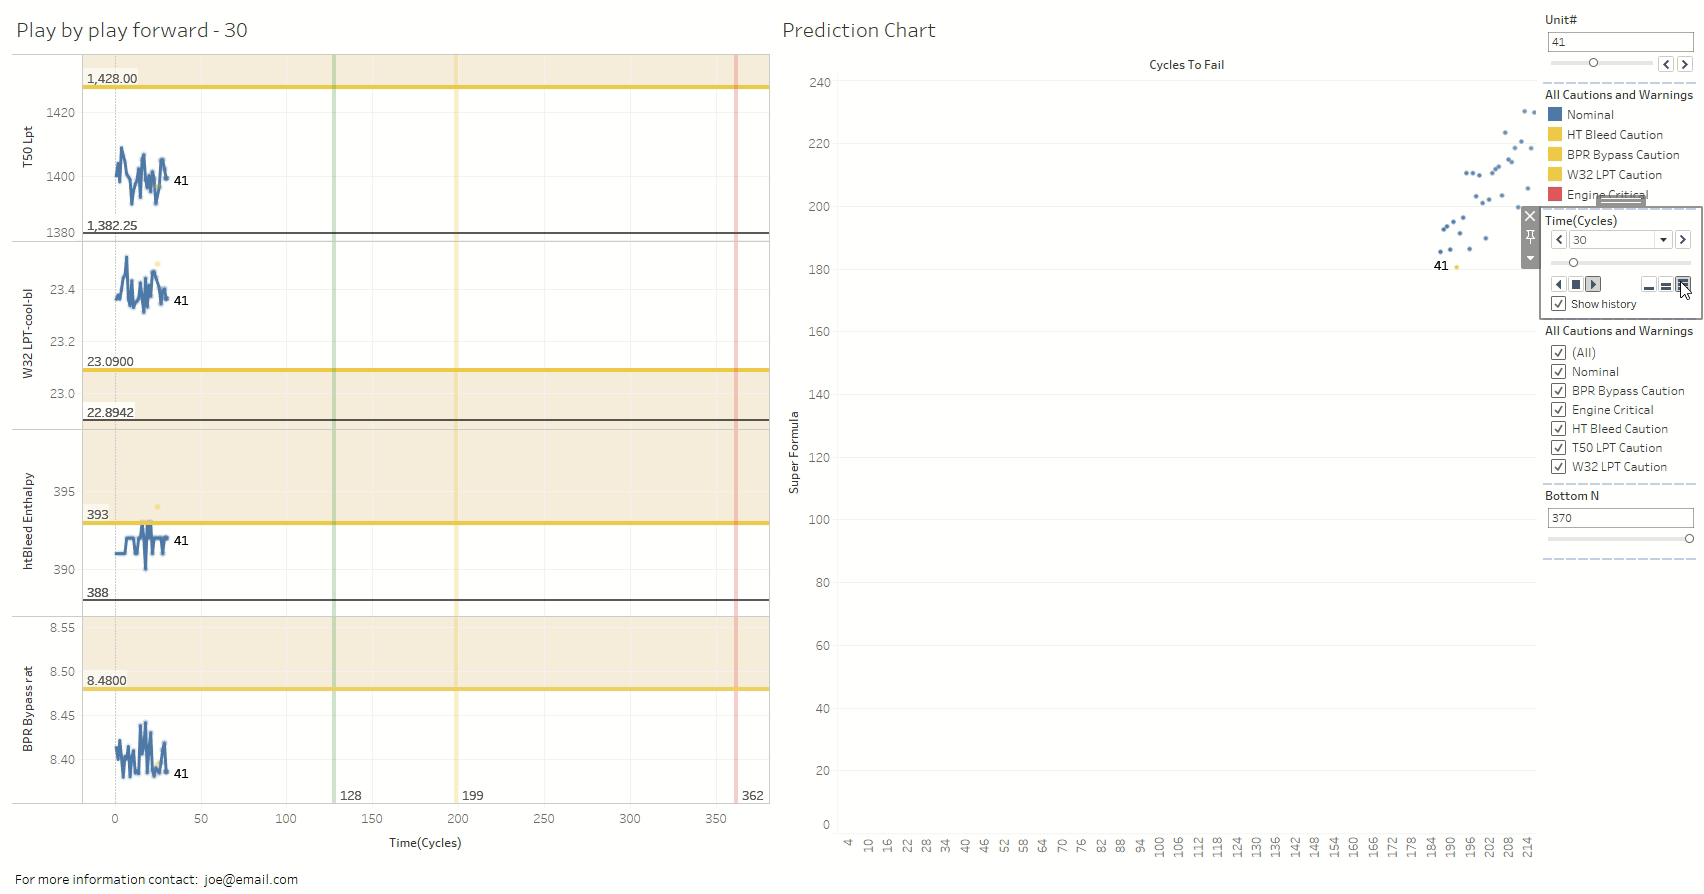 Play by play forward - 30
T50 Lpt
1,428.00
1420
1400
1,382.25
1380
41
W32 LPT-cool-bl
23.4
23.2
23.0900
23.0
22.8942
41
htBleed Enthalpy
395
393
390
388
41
BPR Bypass rat
8.55
8.50
8.4800
8.45
8.40
41
128
199
362
0 50 100 150 200 250 300 350
Time(Cycles)
For more information contact: joe@email.com
Prediction Chart
Cycles To Fail
Super Formula
240
220
200
180
160
140
120
100
80
60
40
20
0
41
4 10 16 22 28 34 40 46 52 58 64 70 76 82 88 94 100 106 112 118 124 130 136 142 148 154 160 166 172 178 184 190 196 202 208 214
Unit#
41
All Cautions and Warnings
Nominal
HT Bleed Caution
BPR Bypass Caution
W32 LPT Caution
Engine Critical
Time(Cycles)
30
Show history
All Cautions and Warnings
(All)
Nominal
BPR Bypass Caution
Engine Critical
HT Bleed Caution
T50 LPT Caution
W32 LPT Caution
Bottom N
370